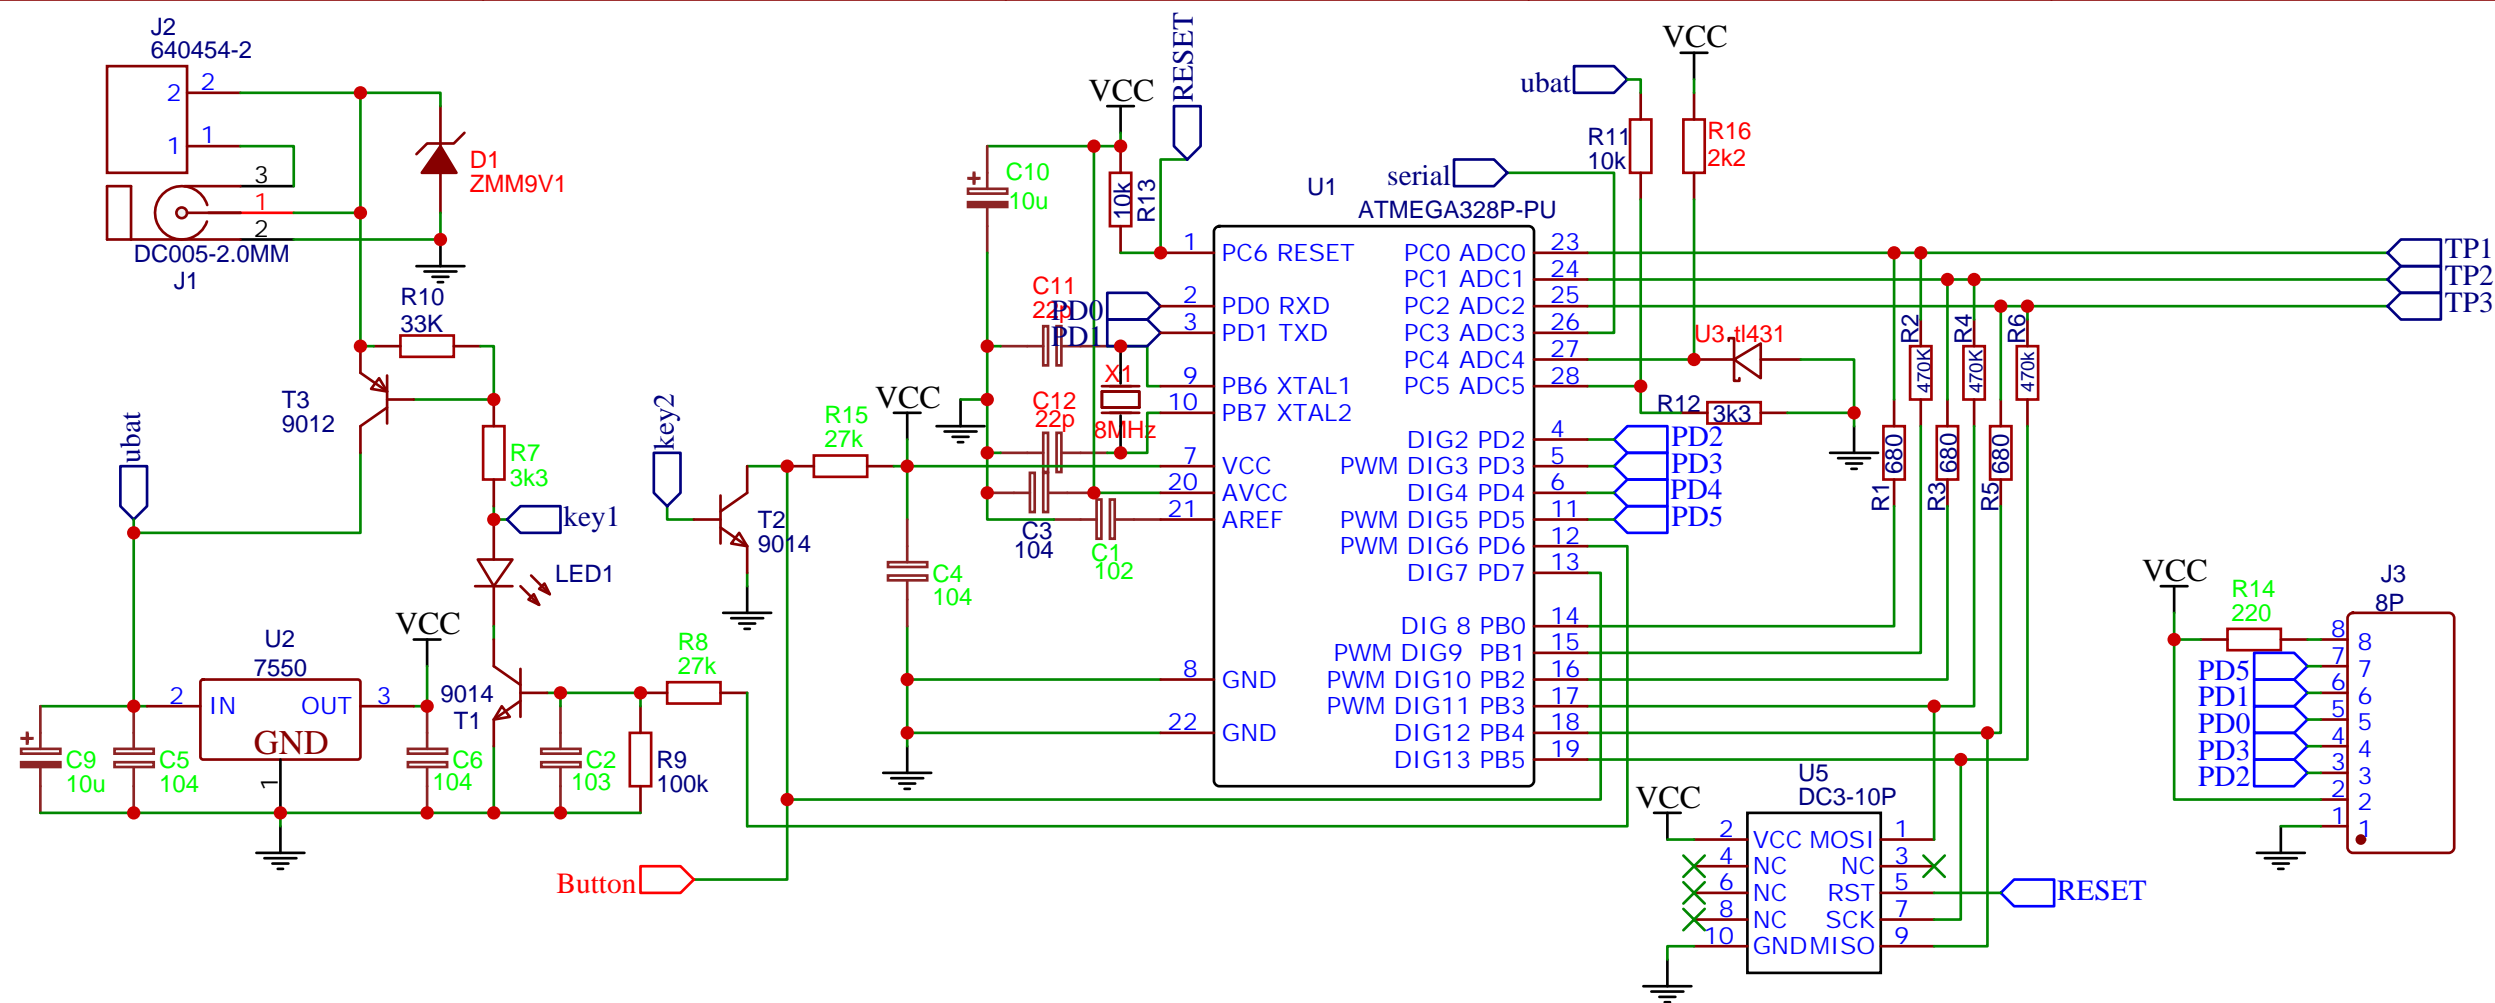 J2
640454-2
2 2
1 1
3
1
2
DC005-2.0MM
J1
D1
ZMM9V1
R10
33K
T3
9012
R7
3k3
ubat
key1
LED1
U2
7550
VCC
2 IN OUT 3
GND
1
C9
10u
C5
104
C6
104
9014
T1
C2
103
R9
100k
R8
27k
key2
T2
9014
R15
27k
VCC
C4
104
Button
VCC
RESET
C10
10u
10k
R13
C11
22p
PD0
PD1
X1
8MHz
C12
22p
C3
104
C1
102
U1
ATMEGA328P-PU
1 PC6 RESET
2 PD0 RXD
3 PD1 TXD
9 PB6 XTAL1
10 PB7 XTAL2
7 VCC
20 AVCC
21 AREF
8 GND
22 GND
PC0 ADC0 23
PC1 ADC1 24
PC2 ADC2 25
PC3 ADC3 26
PC4 ADC4 27
PC5 ADC5 28
DIG2 PD2 4
PWM DIG3 PD3 5
DIG4 PD4 6
PWM DIG5 PD5 11
PWM DIG6 PD6 12
DIG7 PD7 13
DIG 8 PB0 14
PWM DIG9 PB1 15
PWM DIG10 PB2 16
PWM DIG11 PB3 17
DIG12 PB4 18
DIG13 PB5 19
serial
ubat
R11
10k
VCC
R16
2k2
U3 tl431
R12
3k3
PD2
PD3
PD4
PD5
TP1
TP2
TP3
R2
470K
R4
470K
R6
470k
680
R1
680
R3
680
R5
U5
DC3-10P
VCC
2 VCC MOSI 1
4 NC NC 3
6 NC RST 5
8 NC SCK 7
10 GND MISO 9
RESET
VCC
R14
220
J3
8P
8 8
PD5 7 7
PD1 6 6
PD0 5 5
PD3 4 4
PD2 3 3
2 2
1 1